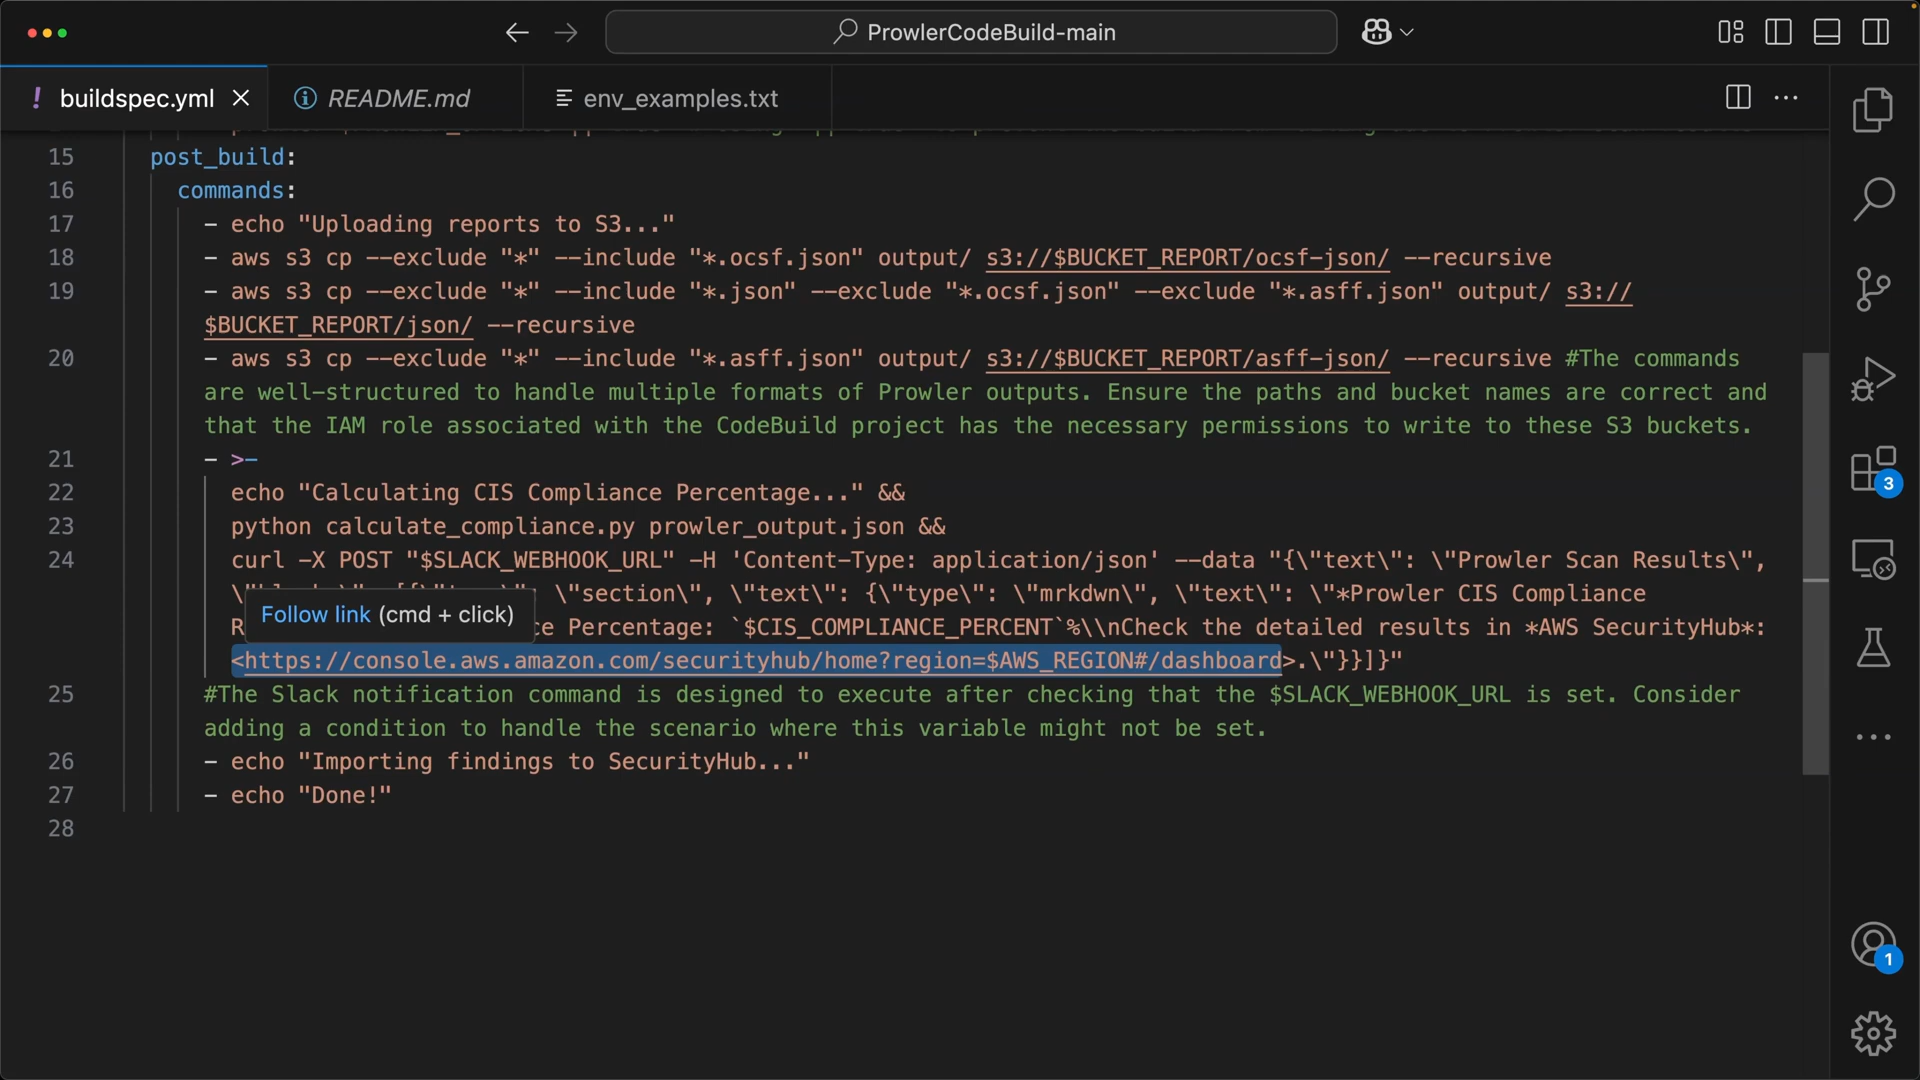 ProwlerCodeBuild-main
! buildspec.yml
README.md
env_examples.txt
15 post_build:
16 commands:
17 - echo "Uploading reports to S3..."
18 - aws s3 cp --exclude "*" --include "*.ocsf.json" output/ s3://$BUCKET_REPORT/ocsf-json/ --recursive
19 - aws s3 cp --exclude "*" --include "*.json" --exclude "*.ocsf.json" --exclude "*.asff.json" output/ s3://
$BUCKET_REPORT/json/ --recursive
20 - aws s3 cp --exclude "*" --include "*.asff.json" output/ s3://$BUCKET_REPORT/asff-json/ --recursive #The commands
are well-structured to handle multiple formats of Prowler outputs. Ensure the paths and bucket names are correct and
that the IAM role associated with the CodeBuild project has the necessary permissions to write to these S3 buckets.
21 - >-
22 echo "Calculating CIS Compliance Percentage..." &&
23 python calculate_compliance.py prowler_output.json &&
24 curl -X POST "$SLACK_WEBHOOK_URL" -H 'Content-Type: application/json' --data "{\"text\": \"Prowler Scan Results\",
\"section\", \"text\": {\"type\": \"mrkdwn\", \"text\": \"*Prowler CIS Compliance
Follow link (cmd + click)
R ce Percentage: `$CIS_COMPLIANCE_PERCENT`%\\nCheck the detailed results in *AWS SecurityHub*:
<https://console.aws.amazon.com/securityhub/home?region=$AWS_REGION#/dashboard>.\"}}]}"
25 #The Slack notification command is designed to execute after checking that the $SLACK_WEBHOOK_URL is set. Consider
adding a condition to handle the scenario where this variable might not be set.
26 - echo "Importing findings to SecurityHub..."
27 - echo "Done!"
28
3
1